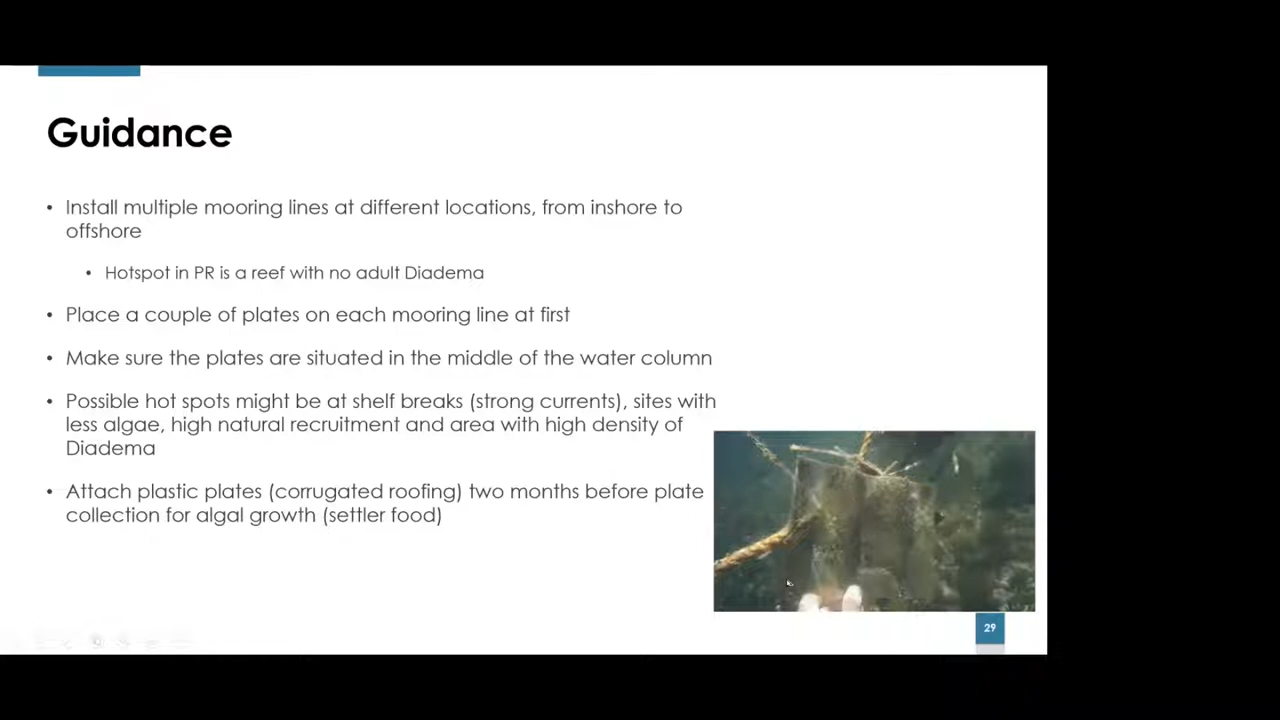 Guidance
• Install multiple mooring lines at different locations, from inshore to
offshore
• Hotspot in PR is a reef with no adult Diadema
• Place a couple of plates on each mooring line at first
• Make sure the plates are situated in the middle of the water column
• Possible hot spots might be at shelf breaks (strong currents), sites with
less algae, high natural recruitment and area with high density of
Diadema
• Attach plastic plates (corrugated roofing) two months before plate
collection for algal growth (settler food)
29